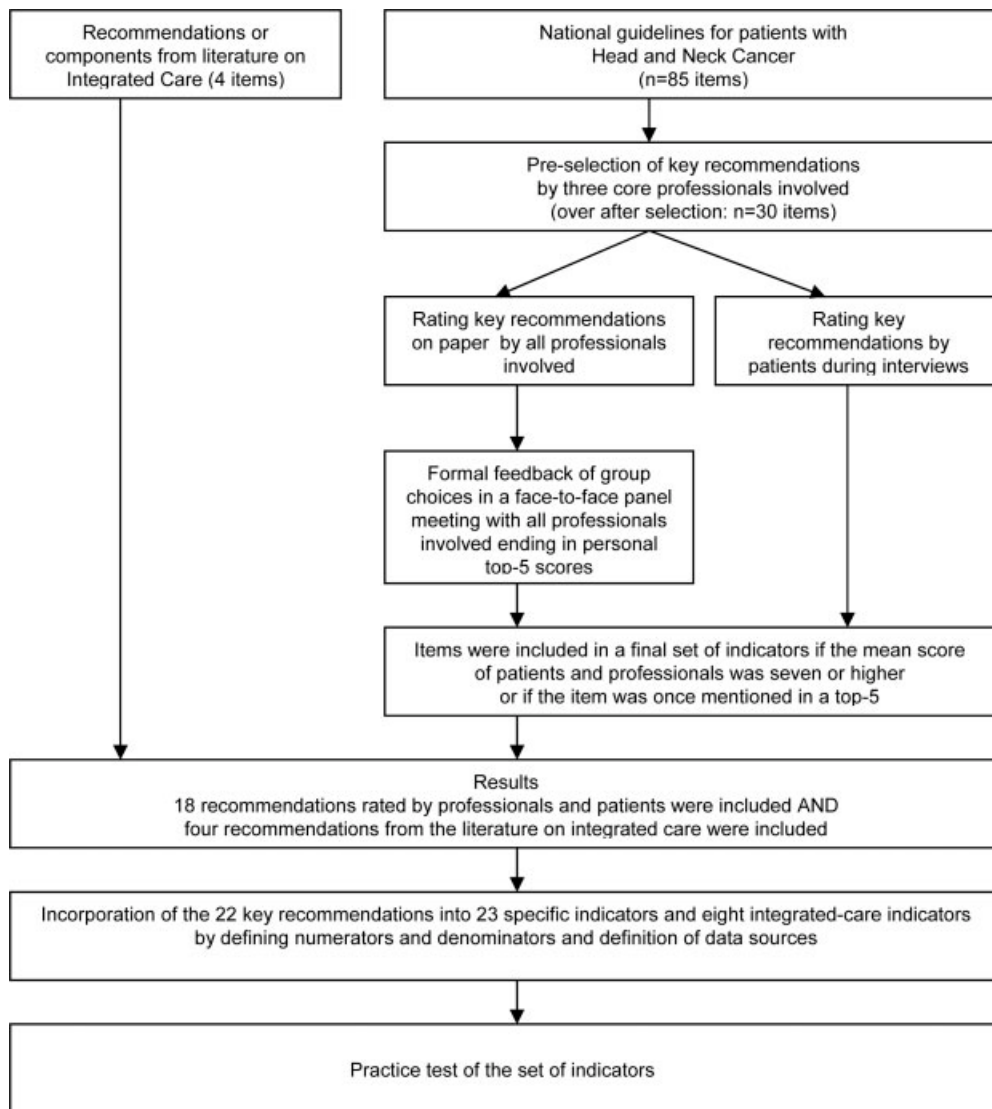 Recommendations or
components from literature on
Integrated Care (4 items)
National guidelines for patients with
Head and Neck Cancer
(n=85 items)
Pre-selection of key recommendations
by three core professionals involved
(over after selection: n=30 items)
Rating key recommendations
on paper by all professionals
involved
Rating key
recommendations by
patients during interviews
Formal feedback of group
choices in a face-to-face panel
meeting with all professionals
involved ending in personal
top-5 scores
Items were included in a final set of indicators if the mean score
of patients and professionals was seven or higher
or if the item was once mentioned in a top-5
Results
18 recommendations rated by professionals and patients were included AND
four recommendations from the literature on integrated care were included
Incorporation of the 22 key recommendations into 23 specific indicators and eight integrated-care indicators
by defining numerators and denominators and definition of data sources
Practice test of the set of indicators